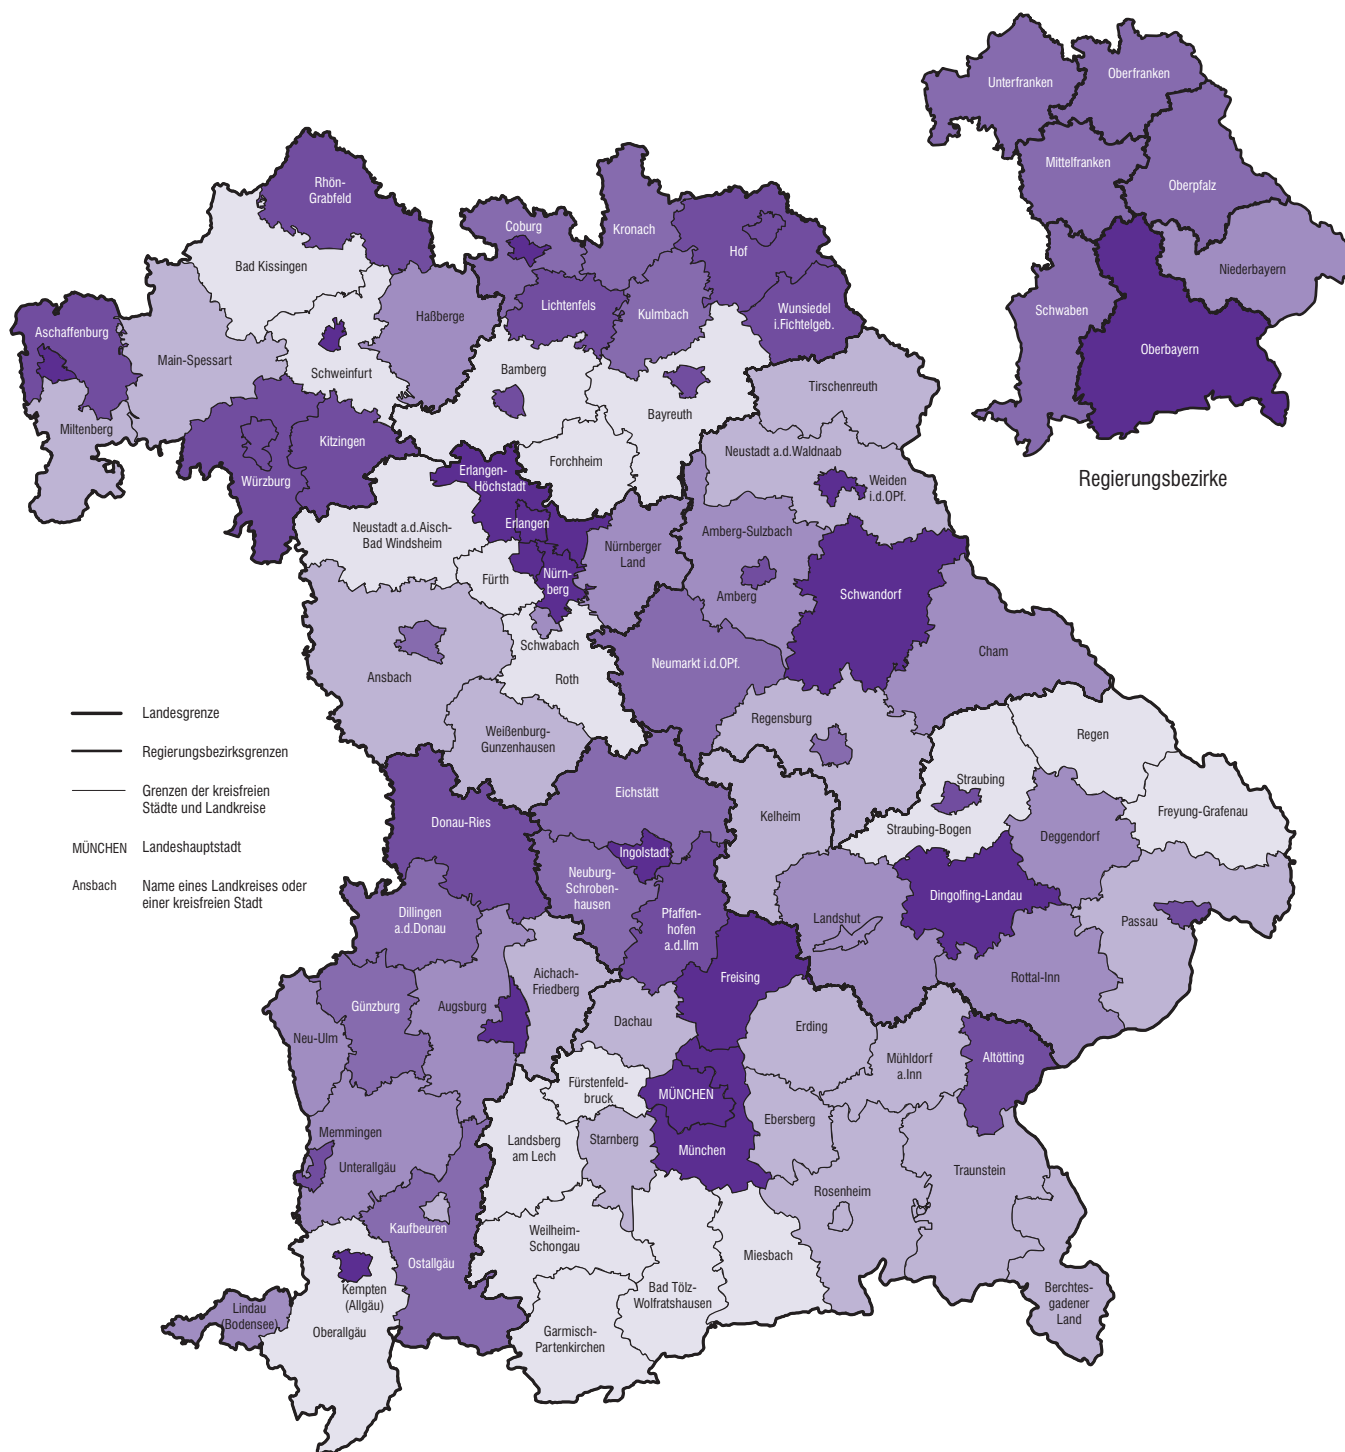 Unterfranken
Oberfranken
Mittelfranken
Oberpfalz
Niederbayern
Schwaben
Oberbayern
Regierungsbezirke
Rhön-
Grabfeld
Coburg
Kronach
Hof
Bad Kissingen
Lichtenfels
Kulmbach
Wunsiedel
i.Fichtelgeb.
Haßberge
Aschaffenburg
Main-Spessart
Schweinfurt
Bamberg
Bayreuth
Tirschenreuth
Miltenberg
Kitzingen
Würzburg
Forchheim
Erlangen-
Höchstadt
Neustadt a.d.Waldnaab
Weiden
i.d.OPf.
Neustadt a.d.Aisch-
Bad Windsheim
Erlangen
Nürnberger
Land
Amberg-Sulzbach
Fürth
Nürn-
berg
Amberg
Schwandorf
Schwabach
Roth
Ansbach
Neumarkt i.d.OPf.
Cham
Weißenburg-
Gunzenhausen
Regensburg
Regen
Landesgrenze
Regierungsbezirksgrenzen
Grenzen der kreisfreien
Städte und Landkreise
MÜNCHEN
Landeshauptstadt
Ansbach
Name eines Landkreises oder
einer kreisfreien Stadt
Eichstätt
Kelheim
Straubing
Straubing-Bogen
Freyung-Grafenau
Deggendorf
Donau-Ries
Ingolstadt
Neuburg-
Schroben-
hausen
Pfaffen-
hofen
a.d.Ilm
Dingolfing-Landau
Landshut
Passau
Dillingen
a.d.Donau
Rottal-Inn
Aichach-
Friedberg
Freising
Günzburg
Augsburg
Neu-Ulm
Dachau
Erding
Mühldorf
a.Inn
Altötting
Fürstenfeld-
bruck
MÜNCHEN
Ebersberg
Memmingen
Unterallgäu
Landsberg
am Lech
Starnberg
München
Traunstein
Rosenheim
Kaufbeuren
Ostallgäu
Weilheim-
Schongau
Miesbach
Bad Tölz-
Wolfratshausen
Kempten
(Allgäu)
Oberallgäu
Lindau
(Bodensee)
Garmisch-
Partenkirchen
Berchtes-
gadener
Land